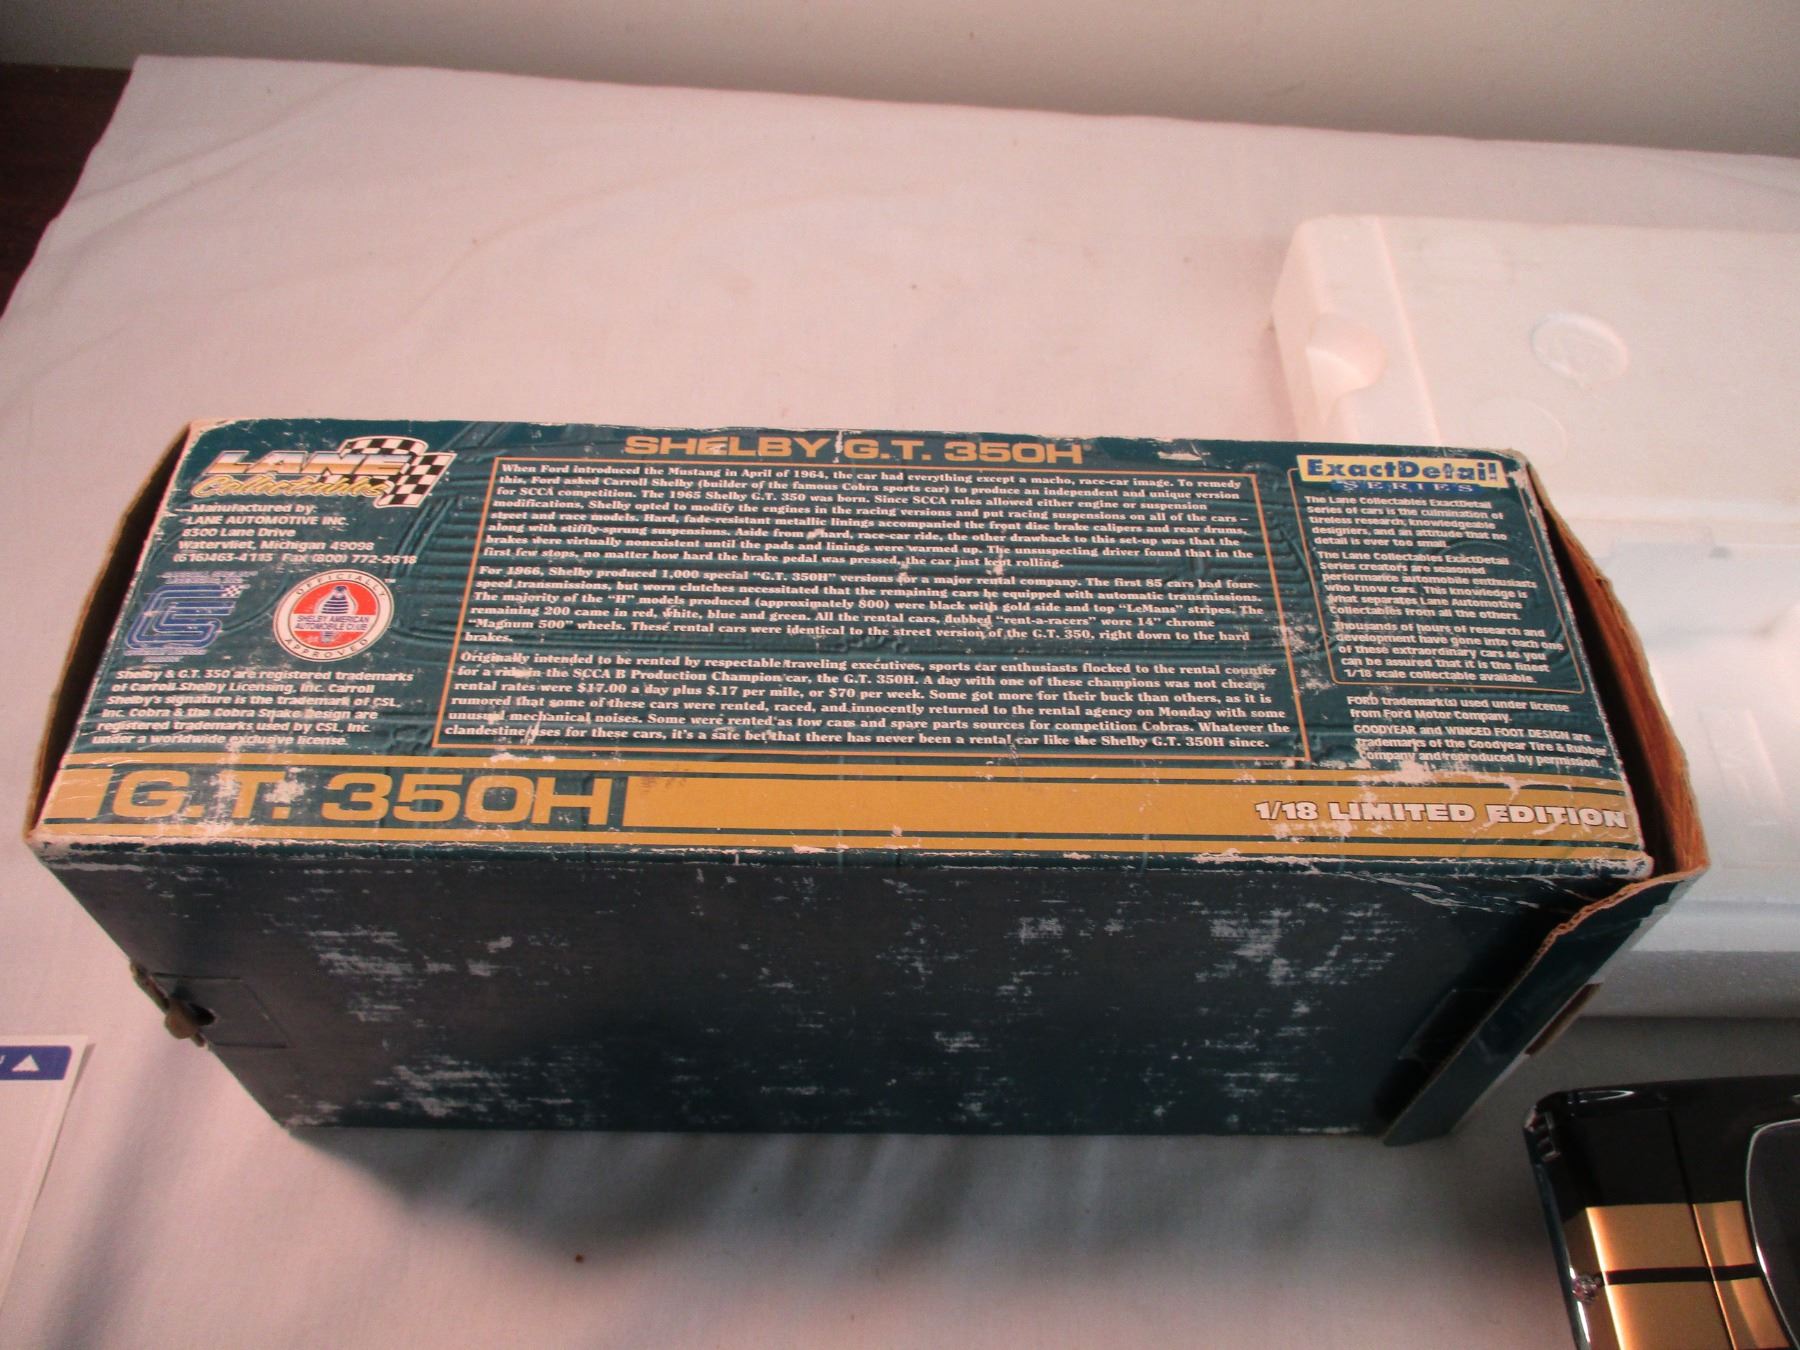 LANE
Collectibles
Manufactured by:
LANE AUTOMOTIVE INC.
8300 Lane Drive
Watervliet, Michigan 49098
(616)463-4113 Fax (800) 772-2618
OFFICIALLY
SHELBY AMERICAN
AUTOMOBILE CLUB
APPROVED
Shelby & G.T. 350 are registered trademarks
of Carroll Shelby Licensing, Inc. Carroll
Shelby's signature is the trademark of CSL,
Inc. Cobra & the Cobra Snake Design are
registered trademarks used by CSL, Inc.
under a worldwide exclusive license.
SHELBY G.T. 350H
When Ford introduced the Mustang in April of 1964, the car had everything except a macho, race-car image. To remedy
this, Ford asked Carroll Shelby (builder of the famous Cobra sports car) to produce an independent and unique version
for SCCA competition. The 1965 Shelby G.T. 350 was born. Since SCCA rules allowed either engine or suspension
modifications, Shelby opted to modify the engines in the racing versions and put racing suspensions on all of the cars –
street and race models. Hard, fade-resistant metallic linings accompanied the front disc brake calipers and rear drums,
along with stiffly-sprung suspensions. Aside from a hard, race-car ride, the other drawback to this set-up was that the
brakes were virtually nonexistent until the pads and linings were warmed up. The unsuspecting driver found that in the
first few stops, no matter how hard the brake pedal was pressed, the car just kept rolling.
For 1966, Shelby produced 1,000 special "G.T. 350H" versions for a major rental company. The first 85 cars had four-
speed transmissions, but worn clutches necessitated that the remaining cars be equipped with automatic transmissions.
The majority of the "H" models produced (approximately 800) were black with gold side and top "LeMans" stripes. The
remaining 200 came in red, white, blue and green. All the rental cars, dubbed "rent-a-racers" wore 14" chrome
"Magnum 500" wheels. These rental cars were identical to the street version of the G.T. 350, right down to the hard
brakes.
Originally intended to be rented by respectable traveling executives, sports car enthusiasts flocked to the rental counter
for a ride in the SCCA B Production Champion car, the G.T. 350H. A day with one of these champions was not cheap;
rental rates were $17.00 a day plus $.17 per mile, or $70 per week. Some got more for their buck than others, as it is
rumored that some of these cars were rented, raced, and innocently returned to the rental agency on Monday with some
unusual mechanical noises. Some were rented as tow cars and spare parts sources for competition Cobras. Whatever the
clandestine uses for these cars, it's a safe bet that there has never been a rental car like the Shelby G.T. 350H since.
ExactDetail
SERIES
The Lane Collectables ExactDetail
Series of cars is the culmination of
tireless research, knowledgeable
designers, and an attitude that no
detail is ever too small.
The Lane Collectables ExactDetail
Series creators are seasoned
performance automobile enthusiasts
who know cars. This knowledge is
what separates Lane Automotive
Collectables from all the others.
Thousands of hours of research and
development have gone into each one
of these extraordinary cars so you
can be assured that it is the finest
1/18 scale collectable available.
FORD trademark(s) used under license
from Ford Motor Company.
GOODYEAR and WINGED FOOT DESIGN are
trademarks of the Goodyear Tire & Rubber
Company and reproduced by permission.
G.T. 350H
1/18 LIMITED EDITION